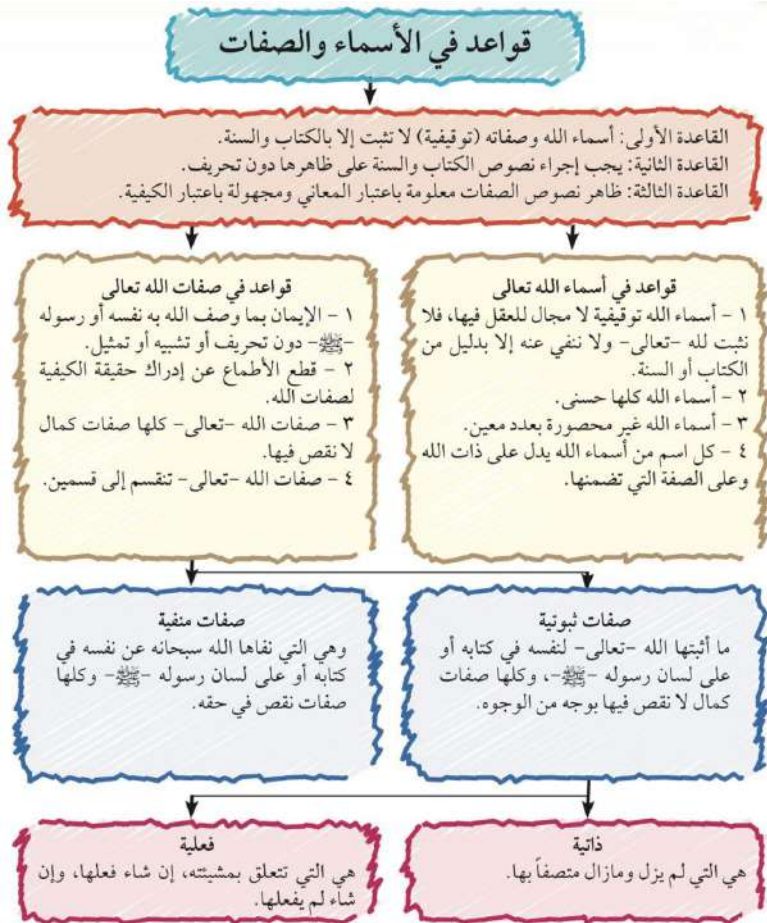 قواعد في الأسماء والصفات
القاعدة الأولى: أسماء الله وصفاته (توقيفية) لا تثبت إلا بالكتاب والسنة.
القاعدة الثانية: يجب إجراء نصوص الكتاب والسنة على ظاهرها دون تحريف.
القاعدة الثالثة: ظاهر نصوص الصفات معلومة باعتبار المعاني ومجهولة باعتبار الكيفية.
قواعد في أسماء الله تعالى
١ – أسماء الله توقيفية لا مجال للعقل فيها، فلا
نثبت لله –تعالى– ولا ننفي عنه إلا بدليل من
الكتاب أو السنة.
٢ – أسماء الله كلها حسنى.
٣ – أسماء الله غير محصورة بعدد معين.
٤ – كل اسم من أسماء الله يدل على ذات الله
وعلى الصفة التي تضمنها.
قواعد في صفات الله تعالى
١ – الإيمان بما وصف الله به نفسه أو رسوله
–ﷺ– دون تحريف أو تشبيه أو تمثيل.
٢ – قطع الأطماع عن إدراك حقيقة الكيفية
لصفات الله.
٣ – صفات الله –تعالى– كلها صفات كمال
لا نقص فيها.
٤ – صفات الله –تعالى– تنقسم إلى قسمين.
صفات ثبوتية
ما أثبتها الله –تعالى– لنفسه في كتابه أو
على لسان رسوله –ﷺ–، وكلها صفات
كمال لا نقص فيها بوجه من الوجوه.
صفات منفية
وهي التي نفاها الله سبحانه عن نفسه في
كتابه أو على لسان رسوله –ﷺ– وكلها
صفات نقص في حقه.
ذاتية
هي التي لم يزل ومازال متصفاً بها.
فعلية
هي التي تتعلق بمشيئته، إن شاء فعلها، وإن
شاء لم يفعلها.